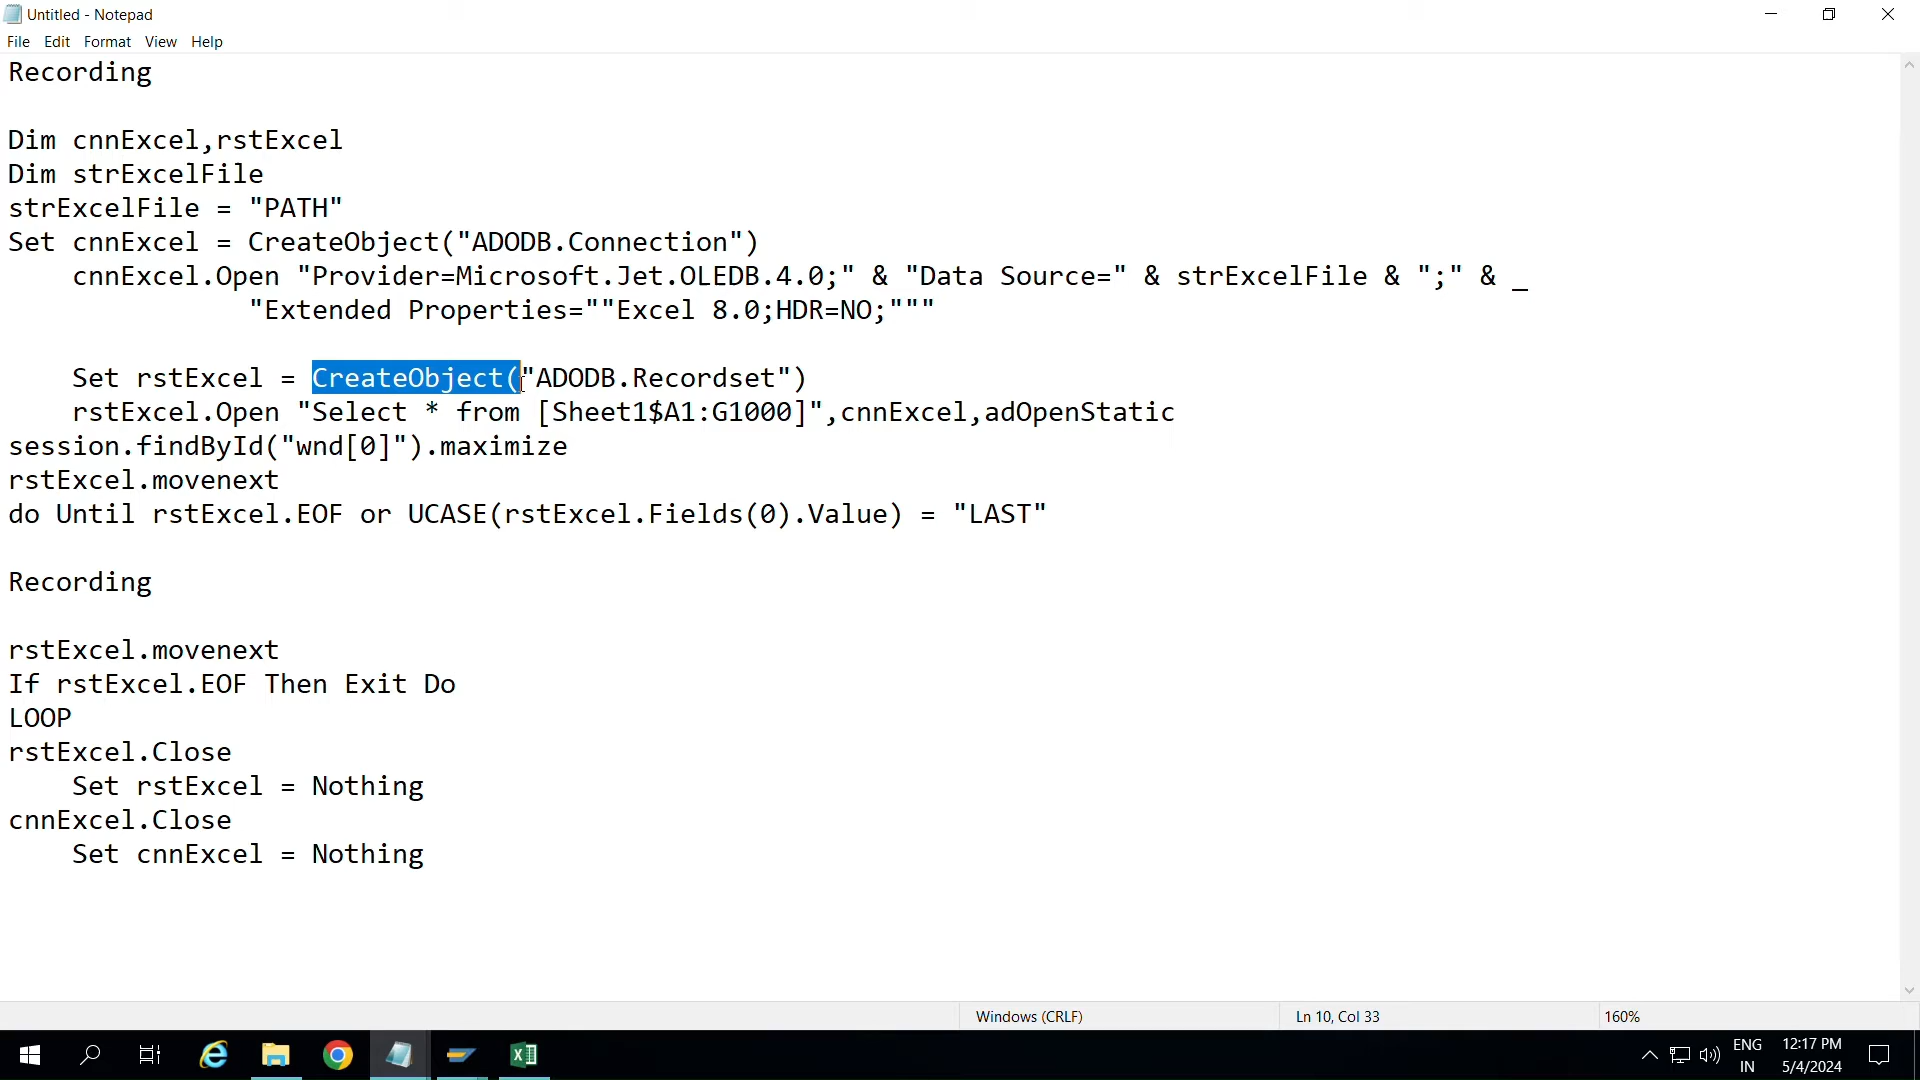 Untitled - Notepad
File Edit Format View Help
Recording
Dim cnnExcel,rstExcel
Dim strExcelFile
strExcelFile = "PATH"
Set cnnExcel = CreateObject("ADODB.Connection")
cnnExcel.Open "Provider=Microsoft.Jet.OLEDB.4.0;" & "Data Source=" & strExcelFile & ";" & _
"Extended Properties=""Excel 8.0;HDR=NO;"""
Set rstExcel = CreateObject("ADODB.Recordset")
rstExcel.Open "Select * from [Sheet1$A1:G1000]",cnnExcel,adOpenStatic
session.findById("wnd[0]").maximize
rstExcel.movenext
do Until rstExcel.EOF or UCASE(rstExcel.Fields(0).Value) = "LAST"
Recording
rstExcel.movenext
If rstExcel.EOF Then Exit Do
LOOP
rstExcel.Close
Set rstExcel = Nothing
cnnExcel.Close
Set cnnExcel = Nothing
Windows (CRLF) Ln 10, Col 33 160%
ENG 12:17 PM
IN 5/4/2024